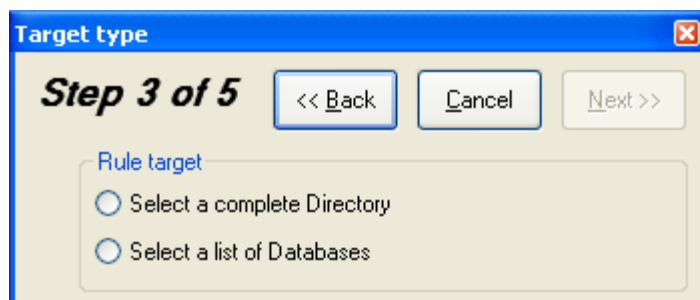 Target type
Step 3 of 5 << Back Cancel Next >>
Rule target
Select a complete Directory
Select a list of Databases